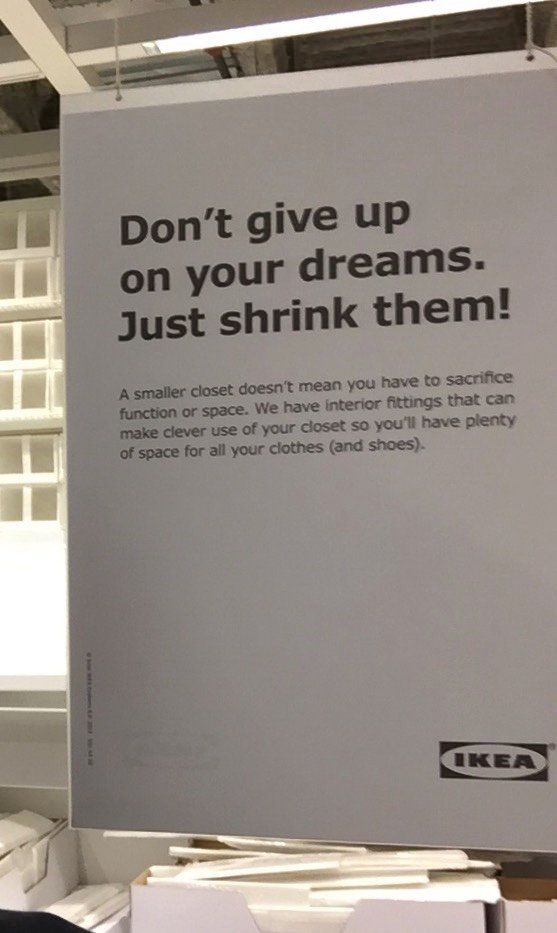 Don't give up
on your dreams.
Just shrink them!
A smaller closet doesn't mean you have to sacrifice
function or space. We have interior fittings that can
make clever use of your closet so you'll have plenty
of space for all your clothes (and shoes).
IKEA